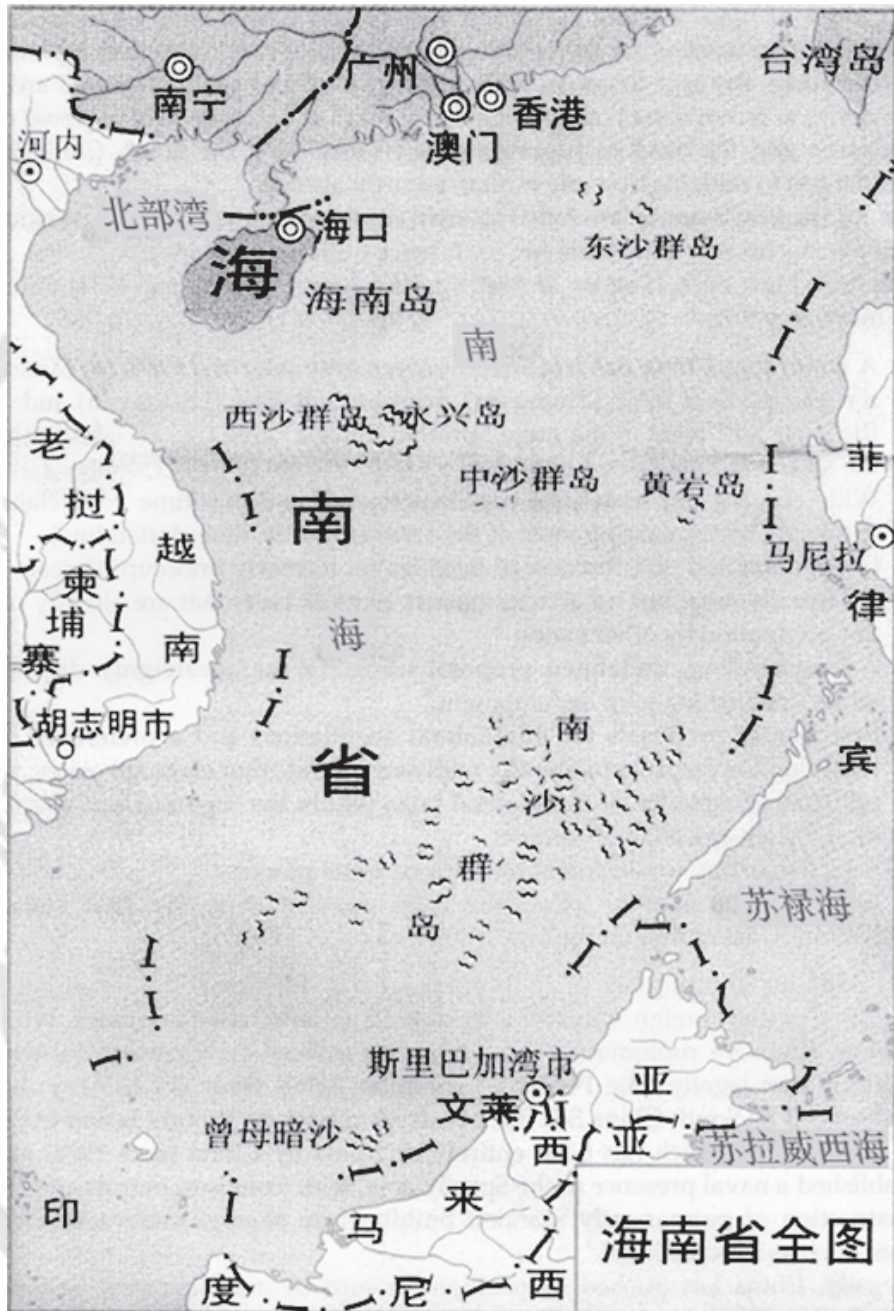 台湾岛
广州
南宁
香港
澳门
河内
北部湾
海口
东沙群岛
海
海南岛
南
西沙群岛
永兴岛
老挝
中沙群岛
黄岩岛
菲律宾
南
越南
马尼拉
柬埔寨
海
胡志明市
省
南沙群岛
苏禄海
斯里巴加湾市
文莱
曾母暗沙
马来西亚
苏拉威西海
印度尼西亚
海南省全图